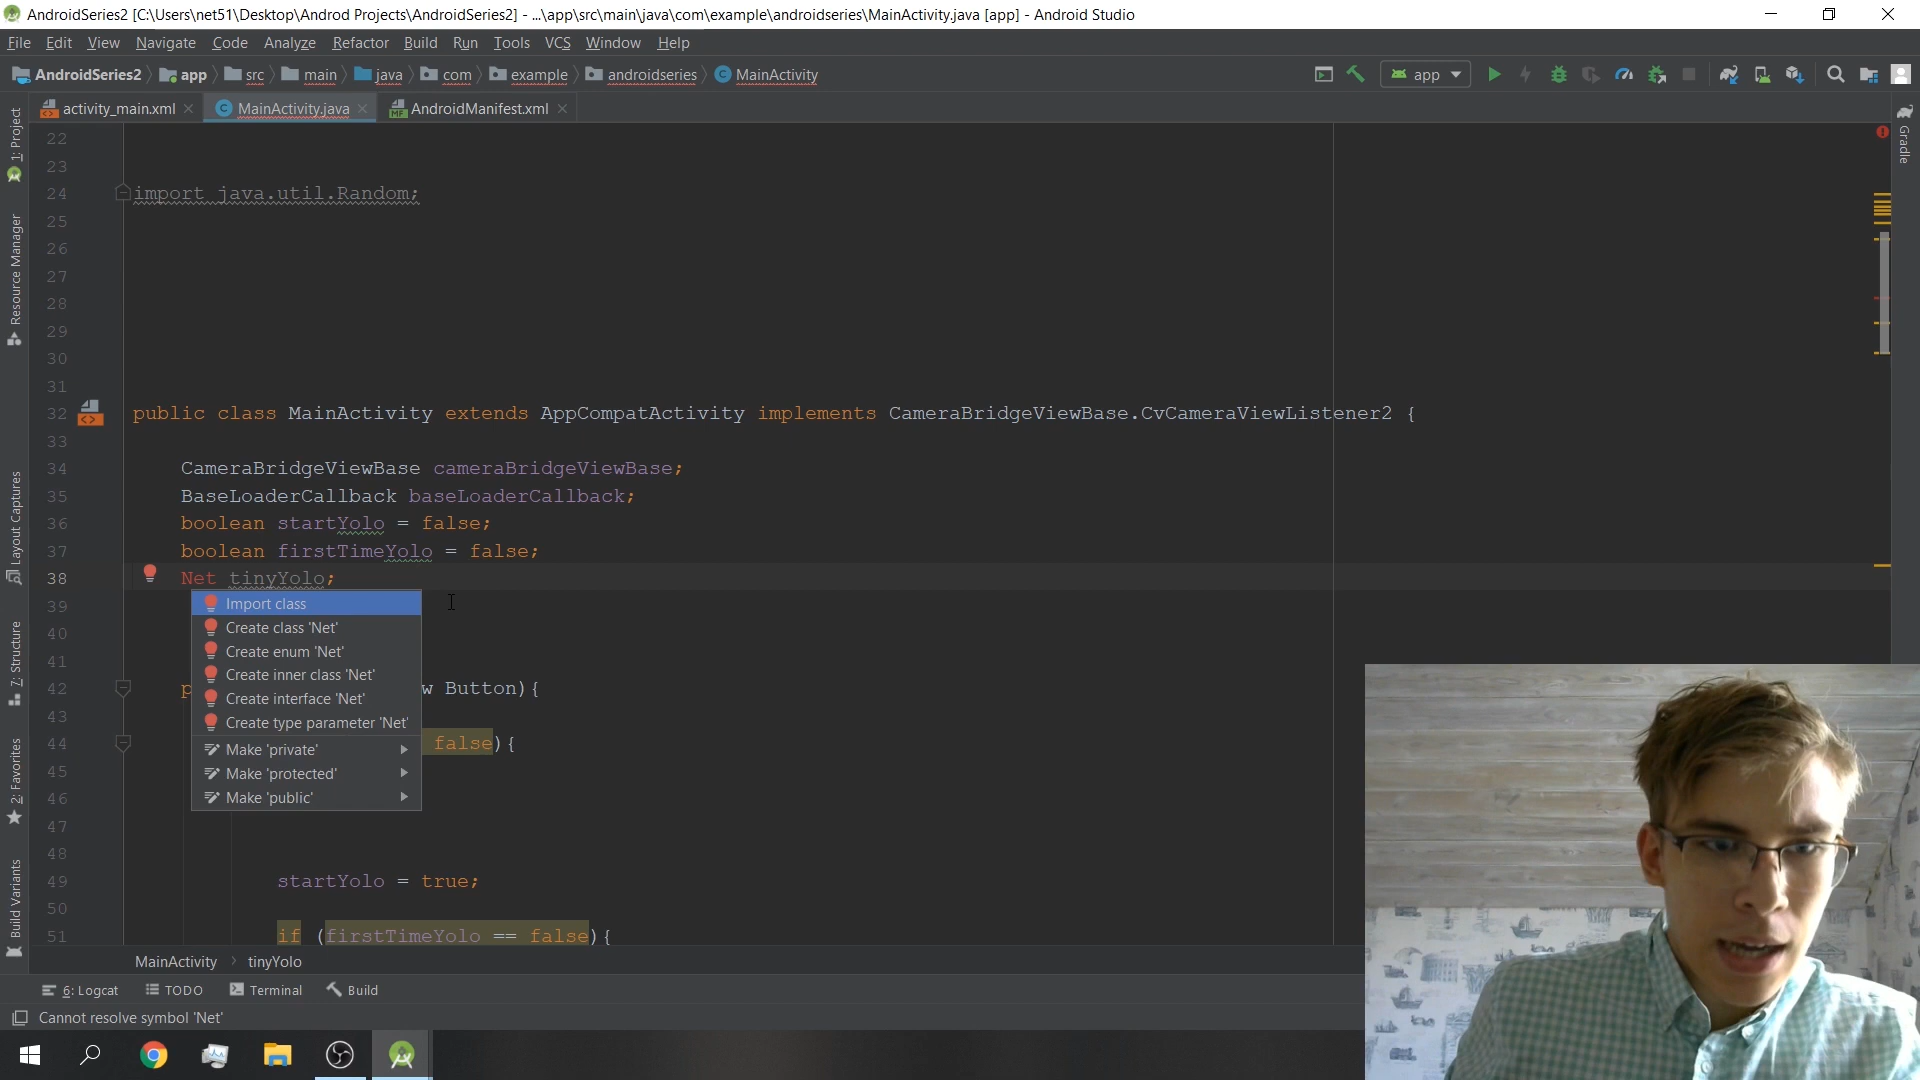 AndroidSeries2 [C:\Users\net51\Desktop\Androd Projects\AndroidSeries2] - ...\app\src\main\java\com\example\androidseries\MainActivity.java [app] - Android Studio
File Edit View Navigate Code Analyze Refactor Build Run Tools VCS Window Help
AndroidSeries2 app src main java com example androidseries MainActivity app
activity_main.xml MainActivity.java AndroidManifest.xml
1: Project
Resource Manager
Layout Captures
7: Structure
2: Favorites
Build Variants
Gradle
22
23
24 import java.util.Random;
25
26
27
28
29
30
31
32 public class MainActivity extends AppCompatActivity implements CameraBridgeViewBase.CvCameraViewListener2 {
33
34 CameraBridgeViewBase cameraBridgeViewBase;
35 BaseLoaderCallback baseLoaderCallback;
36 boolean startYolo = false;
37 boolean firstTimeYolo = false;
38 Net tinyYolo;
39
40
41
42 p w Button){
43
44 false){
45
46
47
48
49 startYolo = true;
50
51 if (firstTimeYolo == false){
Import class
Create class 'Net'
Create enum 'Net'
Create inner class 'Net'
Create interface 'Net'
Create type parameter 'Net'
Make 'private'
Make 'protected'
Make 'public'
MainActivity tinyYolo
6: Logcat TODO Terminal Build
Cannot resolve symbol 'Net'